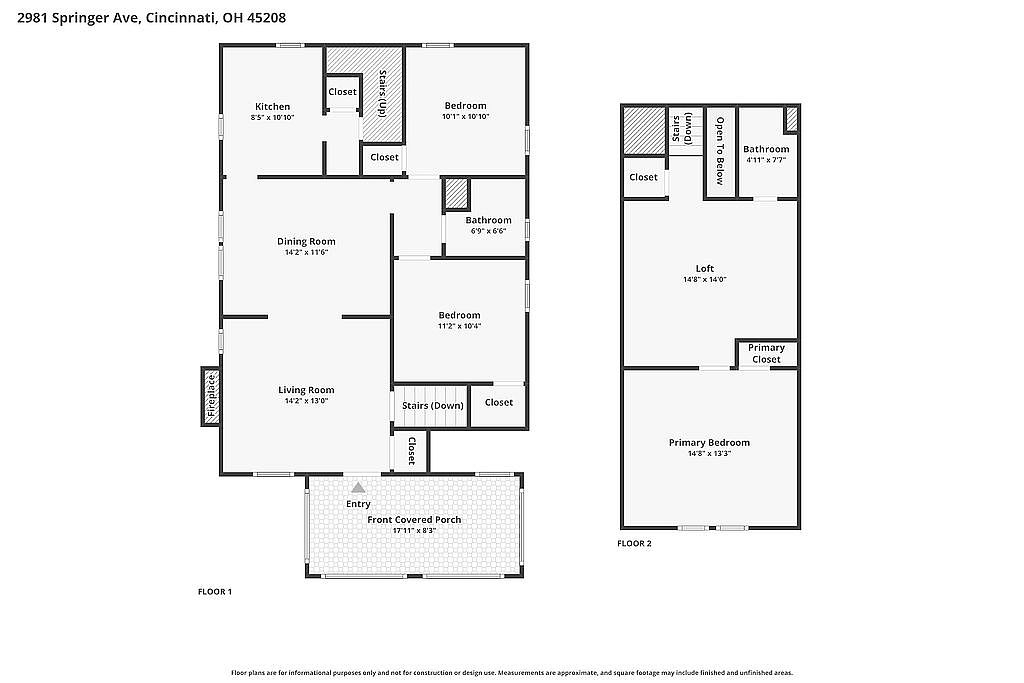 2981 Springer Ave, Cincinnati, OH 45208
Kitchen
8'5" x 10'10"
Closet
Stairs (Up)
Bedroom
10'1" x 10'10"
Closet
Dining Room
14'2" x 11'6"
Bathroom
6'9" x 6'6"
Bedroom
11'2" x 10'4"
Fireplace
Living Room
14'2" x 13'0"
Stairs (Down)
Closet
Closet
Entry
Front Covered Porch
17'11" x 8'3"
FLOOR 1
Stairs
(Down)
Open To Below
Bathroom
4'11" x 7'7"
Closet
Loft
14'8" x 14'0"
Primary
Closet
Primary Bedroom
14'8" x 13'3"
FLOOR 2
Floor plans are for informational purposes only and not for construction or design use. Measurements are approximate, and square footage may include finished and unfinished areas.